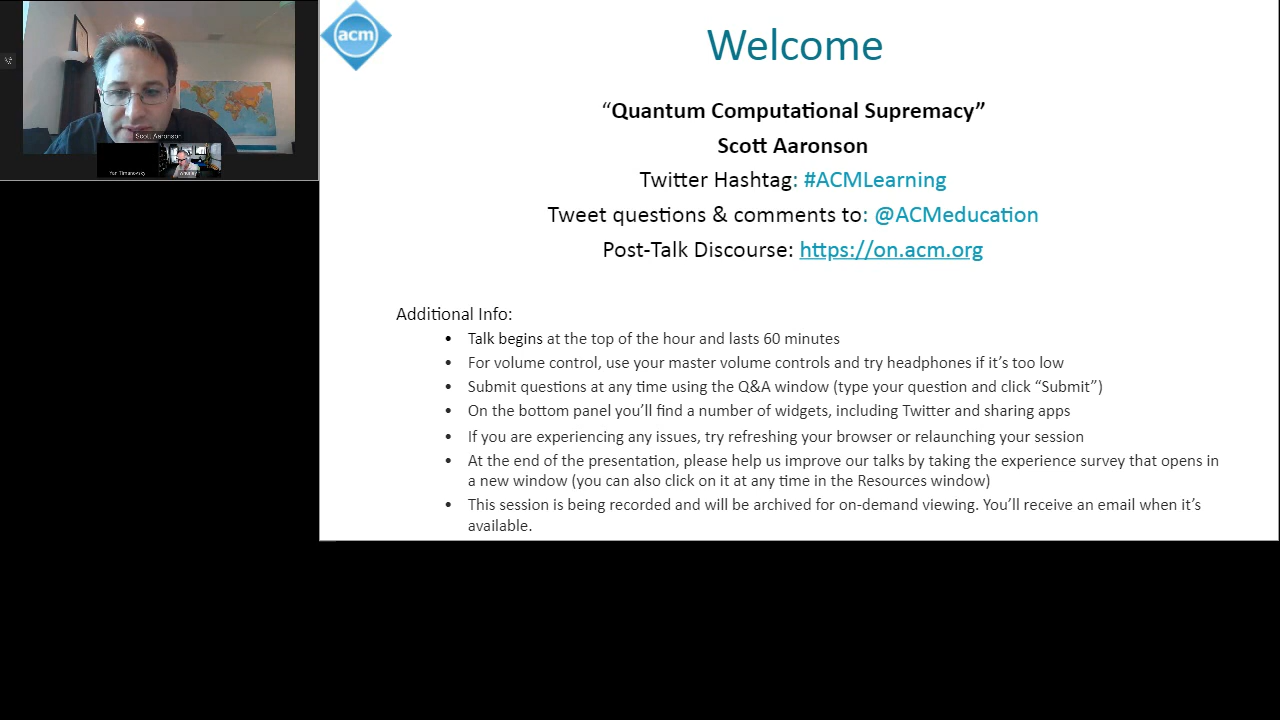 Scott Aaronson
Yuri Timanovsky
acm
Welcome
“Quantum Computational Supremacy”
Scott Aaronson
Twitter Hashtag: #ACMLearning
Tweet questions & comments to: @ACMeducation
Post-Talk Discourse: https://on.acm.org
Additional Info:
• Talk begins at the top of the hour and lasts 60 minutes
• For volume control, use your master volume controls and try headphones if it’s too low
• Submit questions at any time using the Q&A window (type your question and click “Submit”)
• On the bottom panel you’ll find a number of widgets, including Twitter and sharing apps
• If you are experiencing any issues, try refreshing your browser or relaunching your session
• At the end of the presentation, please help us improve our talks by taking the experience survey that opens in
a new window (you can also click on it at any time in the Resources window)
• This session is being recorded and will be archived for on-demand viewing. You’ll receive an email when it’s
available.